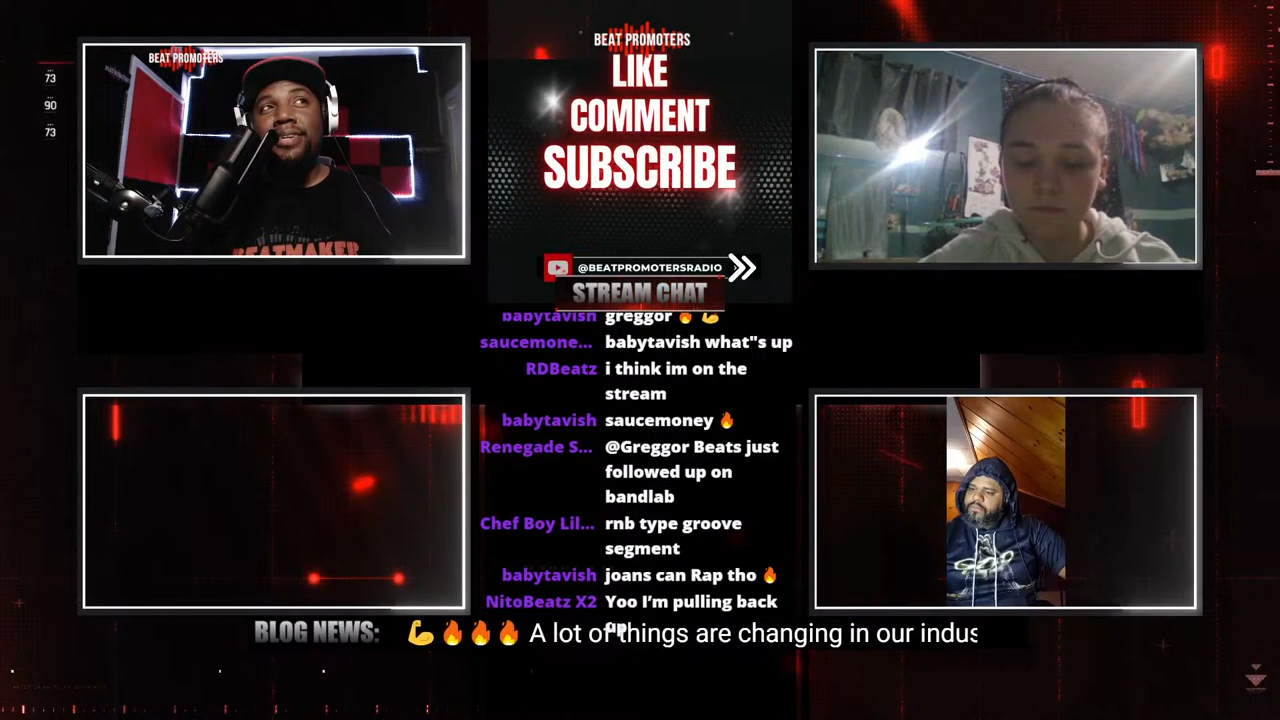 73
90
73
BEAT PROMOTERS
BEATMAKER
BEAT PROMOTERS
LIKE
COMMENT
SUBSCRIBE
@BEATPROMOTERSRADIO
STREAM CHAT
babytavish greggor 🔥 💪
saucemone... babytavish what"s up
RDBeatz i think im on the
stream
babytavish saucemoney 🔥
Renegade S... @Greggor Beats just
followed up on
bandlab
Chef Boy Lil... rnb type groove
segment
babytavish joans can Rap tho 🔥
NitoBeatz X2 Yoo I’m pulling back
up
BLOG NEWS: 💪🔥🔥🔥 A lot of things are changing in our indus